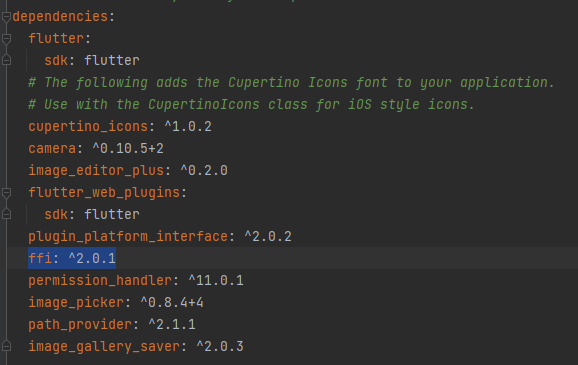 dependencies:
flutter:
sdk: flutter
# The following adds the Cupertino Icons font to your application.
# Use with the CupertinoIcons class for iOS style icons.
cupertino_icons: ^1.0.2
camera: ^0.10.5+2
image_editor_plus: ^0.2.0
flutter_web_plugins:
sdk: flutter
plugin_platform_interface: ^2.0.2
ffi: ^2.0.1
permission_handler: ^11.0.1
image_picker: ^0.8.4+4
path_provider: ^2.1.1
image_gallery_saver: ^2.0.3